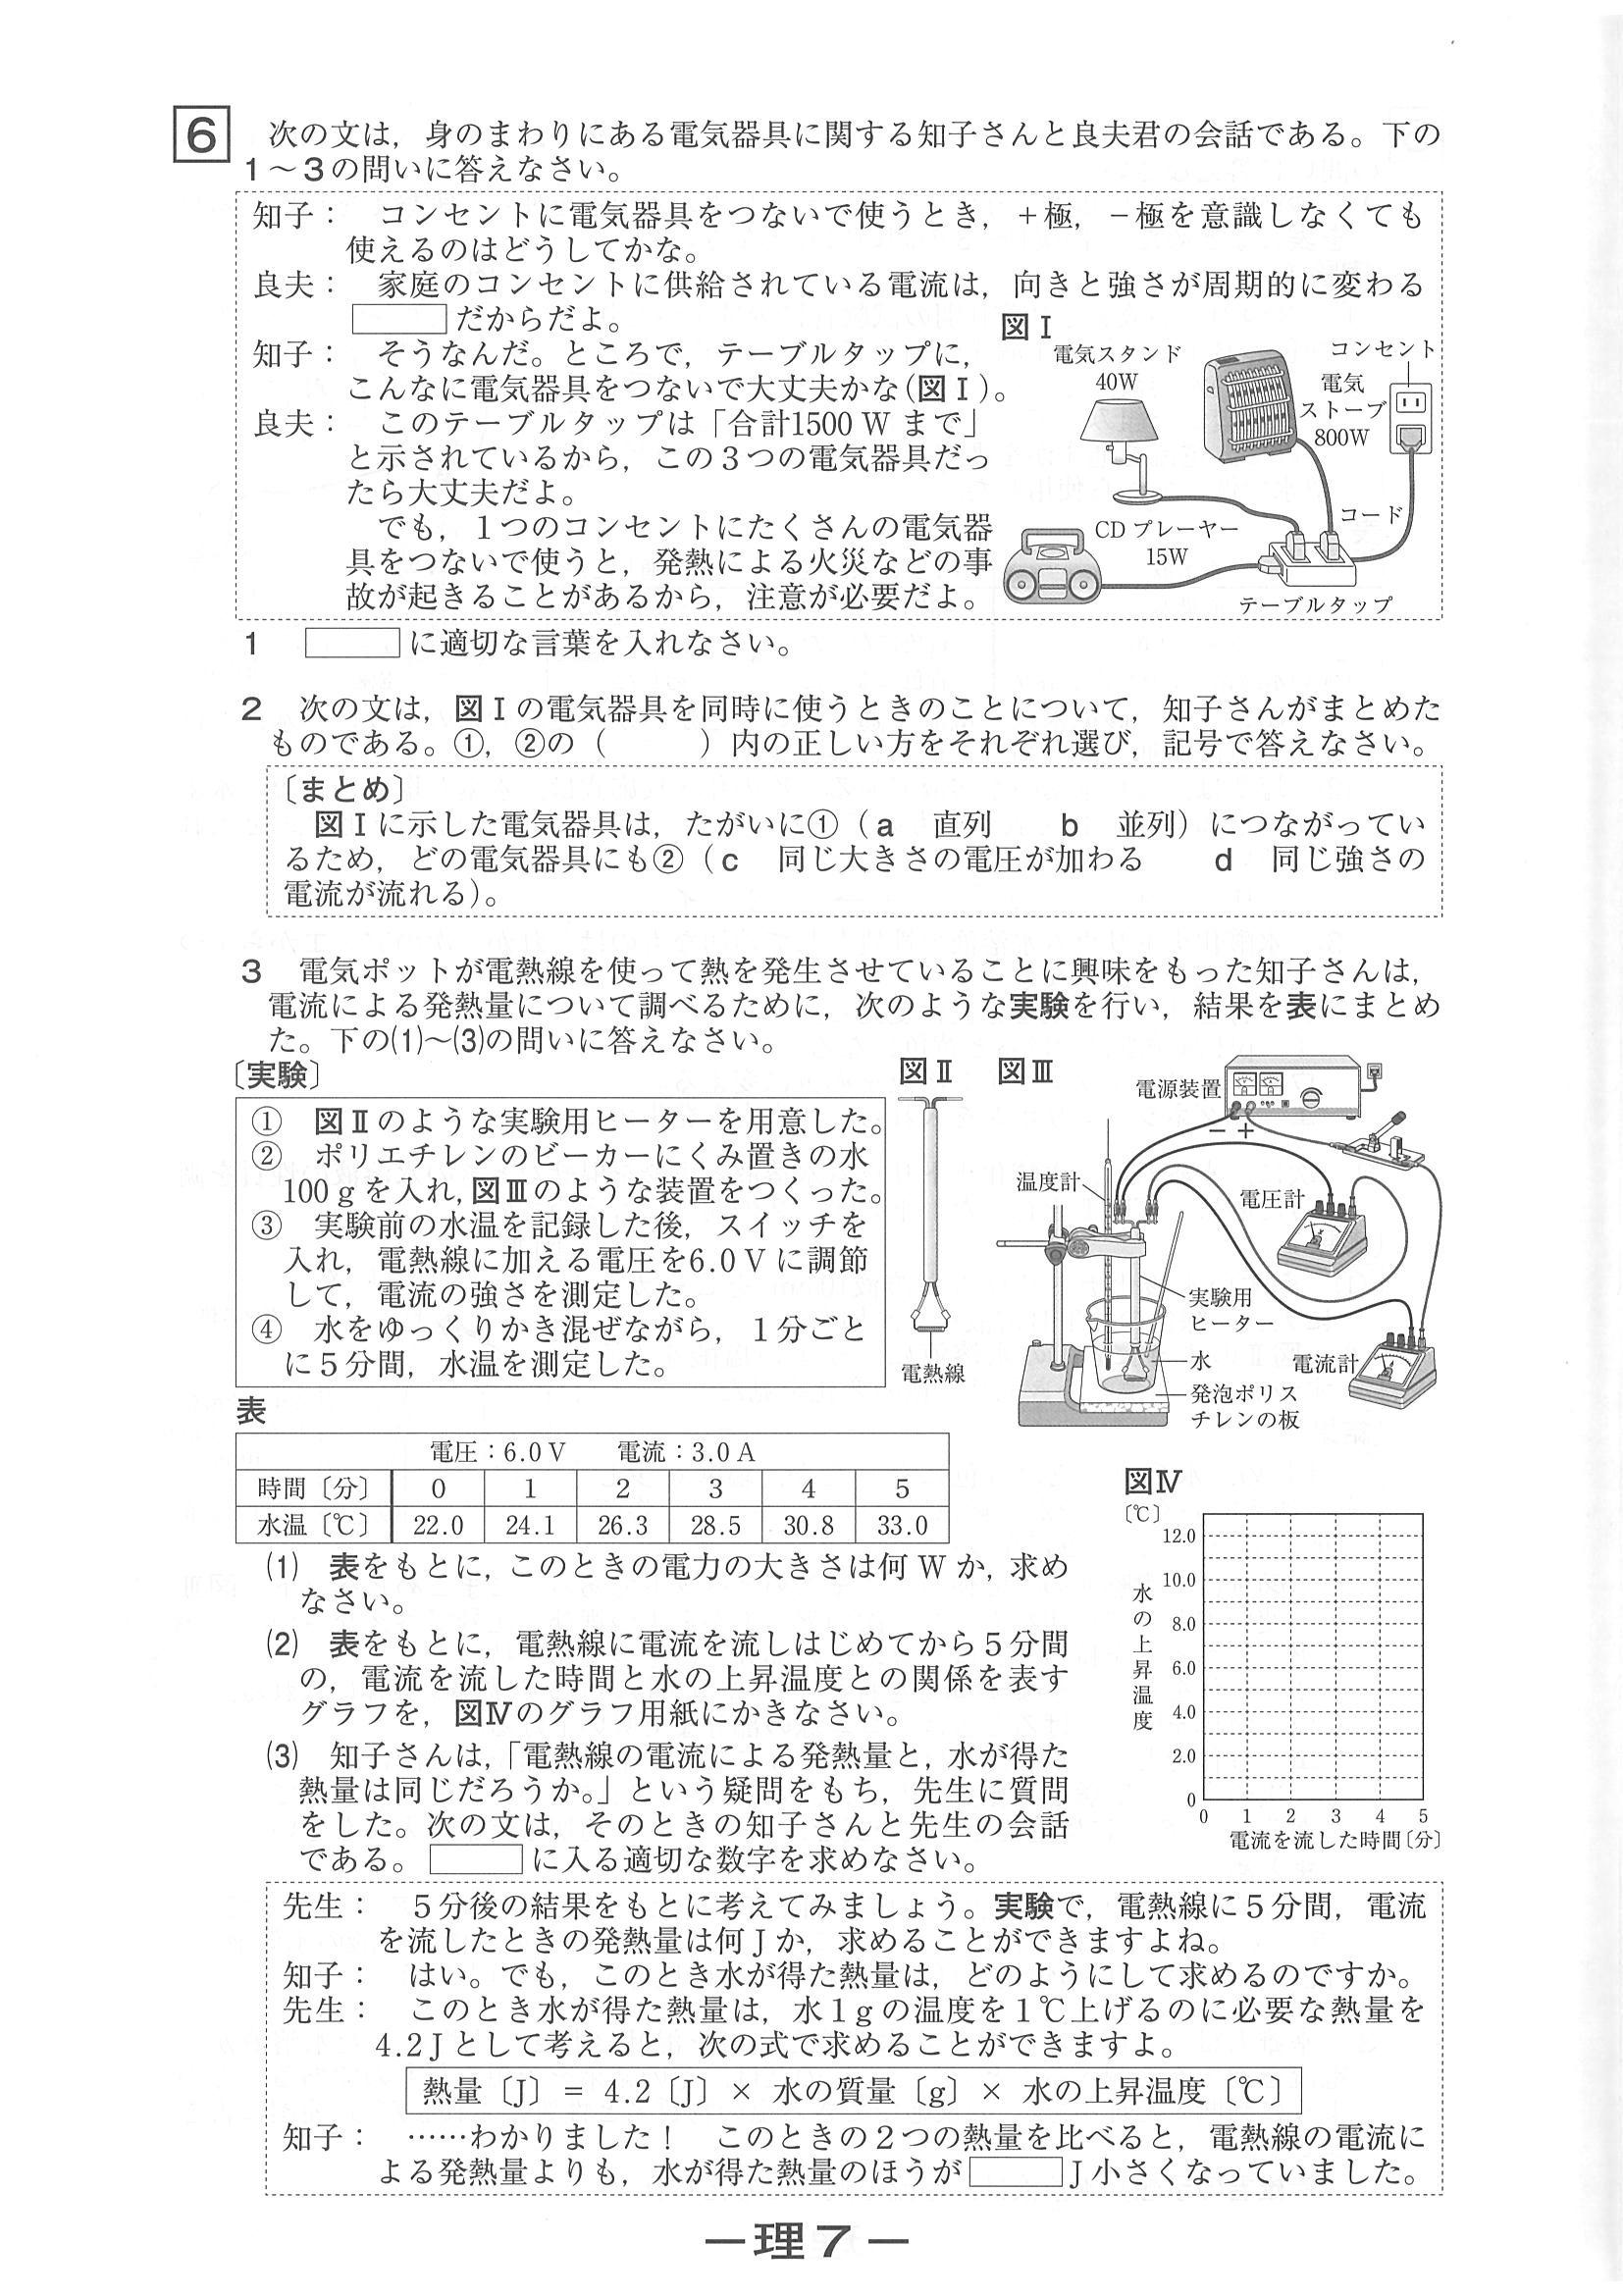 6 次の文は，身のまわりにある電気器具に関する知子さんと良夫君の会話である。下の
1～3の問いに答えなさい。
知子： コンセントに電気器具をつないで使うとき，＋極，－極を意識しなくても
使えるのはどうしてかな。
良夫： 家庭のコンセントに供給されている電流は，向きと強さが周期的に変わる
だからだよ。
知子： そうなんだ。ところで，テーブルタップに，
こんなに電気器具をつないで大丈夫かな(図Ⅰ)。
良夫： このテーブルタップは「合計1500 W まで」
と示されているから，この３つの電気器具だっ
たら大丈夫だよ。
でも，１つのコンセントにたくさんの電気器
具をつないで使うと，発熱による火災などの事
故が起きることがあるから，注意が必要だよ。
図Ⅰ
電気スタンド
40W
コンセント
電気
ストーブ
800W
コード
CD プレーヤー
15W
テーブルタップ
1 に適切な言葉を入れなさい。
2 次の文は，図Ⅰの電気器具を同時に使うときのことについて，知子さんがまとめた
ものである。①，②の（ ）内の正しい方をそれぞれ選び，記号で答えなさい。
〔まとめ〕
図Ⅰに示した電気器具は，たがいに①（a 直列 b 並列）につながってい
るため，どの電気器具にも②（c 同じ大きさの電圧が加わる d 同じ強さの
電流が流れる）。
3 電気ポットが電熱線を使って熱を発生させていることに興味をもった知子さんは，
電流による発熱量について調べるために，次のような実験を行い，結果を表にまとめ
た。下の(1)～(3)の問いに答えなさい。
〔実験〕
① 図Ⅱのような実験用ヒーターを用意した。
② ポリエチレンのビーカーにくみ置きの水
100 g を入れ，図Ⅲのような装置をつくった。
③ 実験前の水温を記録した後，スイッチを
入れ，電熱線に加える電圧を6.0 V に調節
して，電流の強さを測定した。
④ 水をゆっくりかき混ぜながら，１分ごと
に５分間，水温を測定した。
図Ⅱ
電熱線
図Ⅲ
電源装置
－ ＋
温度計
電圧計
実験用
ヒーター
水
電流計
発泡ポリス
チレンの板
表
電圧：6.0 V 電流：3.0 A
時間〔分〕 0 1 2 3 4 5
水温〔℃〕 22.0 24.1 26.3 28.5 30.8 33.0
(1) 表をもとに，このときの電力の大きさは何 W か，求め
なさい。
(2) 表をもとに，電熱線に電流を流しはじめてから５分間
の，電流を流した時間と水の上昇温度との関係を表す
グラフを，図Ⅳのグラフ用紙にかきなさい。
(3) 知子さんは，「電熱線の電流による発熱量と，水が得た
熱量は同じだろうか。」という疑問をもち，先生に質問
をした。次の文は，そのときの知子さんと先生の会話
である。 に入る適切な数字を求めなさい。
図Ⅳ
〔℃〕
12.0
10.0
8.0
6.0
4.0
2.0
0
水の上昇温度
0 1 2 3 4 5
電流を流した時間〔分〕
先生： ５分後の結果をもとに考えてみましょう。実験で，電熱線に５分間，電流
を流したときの発熱量は何Ｊか，求めることができますよね。
知子： はい。でも，このとき水が得た熱量は，どのようにして求めるのですか。
先生： このとき水が得た熱量は，水１gの温度を１℃上げるのに必要な熱量を
4.2Ｊとして考えると，次の式で求めることができますよ。
熱量〔J〕＝ 4.2〔J〕× 水の質量〔g〕× 水の上昇温度〔℃〕
知子： ……わかりました！ このときの２つの熱量を比べると，電熱線の電流に
よる発熱量よりも，水が得た熱量のほうが J 小さくなっていました。
－理７－